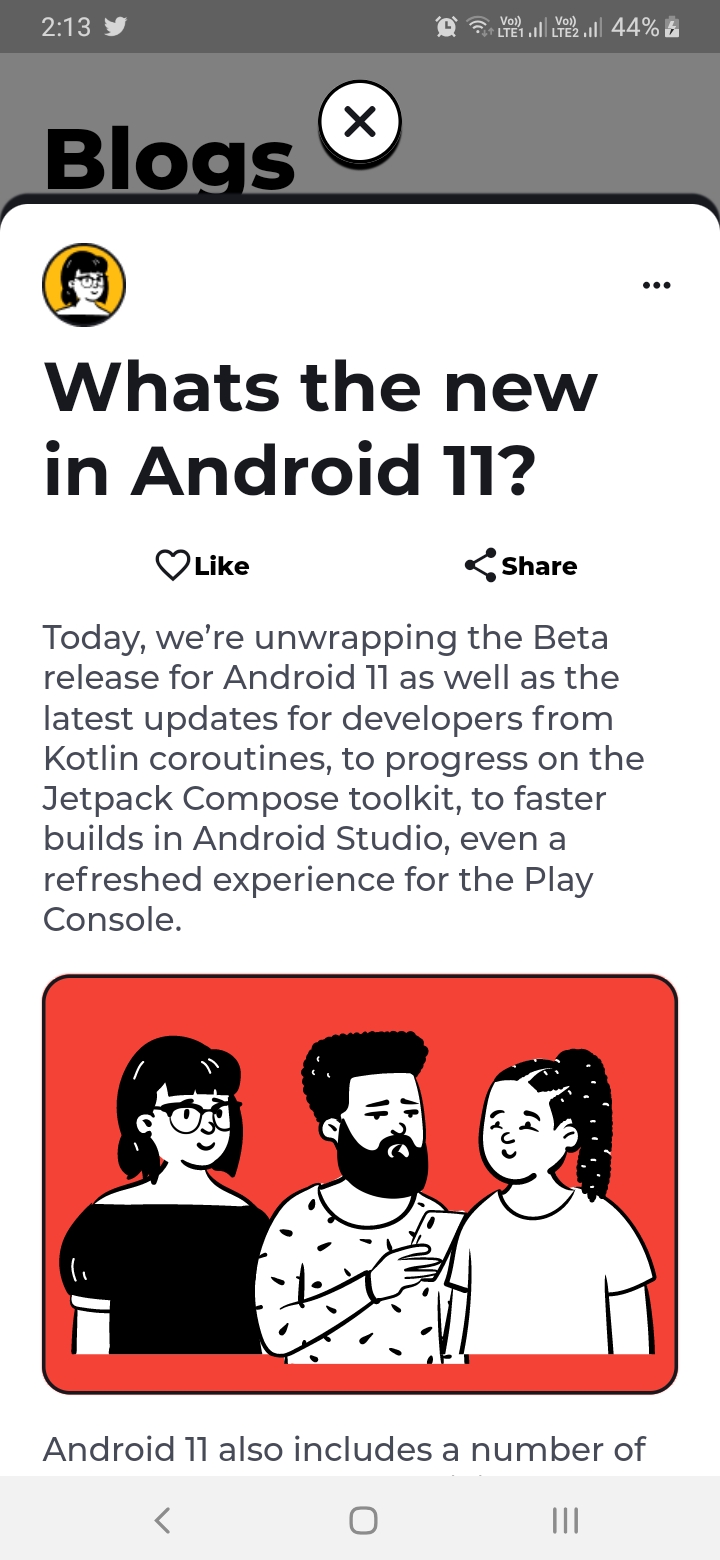 2:13
Vo)) LTE1 Vo)) LTE2 44%
Blogs
Whats the new
in Android 11?
Like Share
Today, we’re unwrapping the Beta
release for Android 11 as well as the
latest updates for developers from
Kotlin coroutines, to progress on the
Jetpack Compose toolkit, to faster
builds in Android Studio, even a
refreshed experience for the Play
Console.
Android 11 also includes a number of